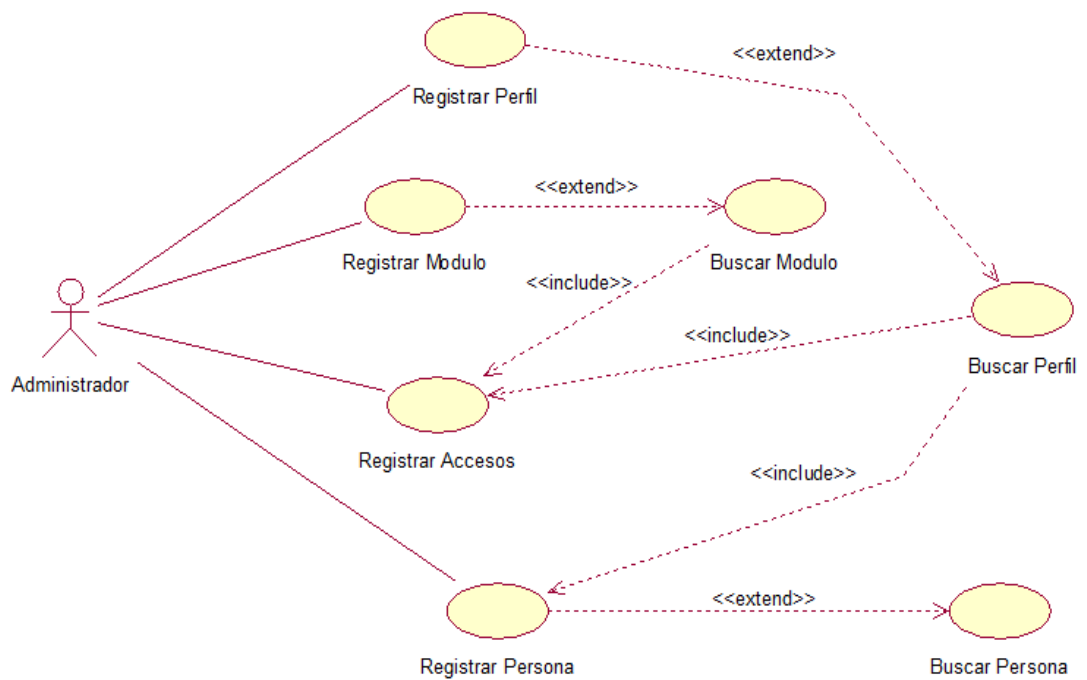 <<extend>>
Registrar Perfil
<<extend>>
Registrar Modulo
Buscar Modulo
<<include>>
<<include>>
Administrador
Buscar Perfil
Registrar Accesos
<<include>>
<<extend>>
Registrar Persona
Buscar Persona